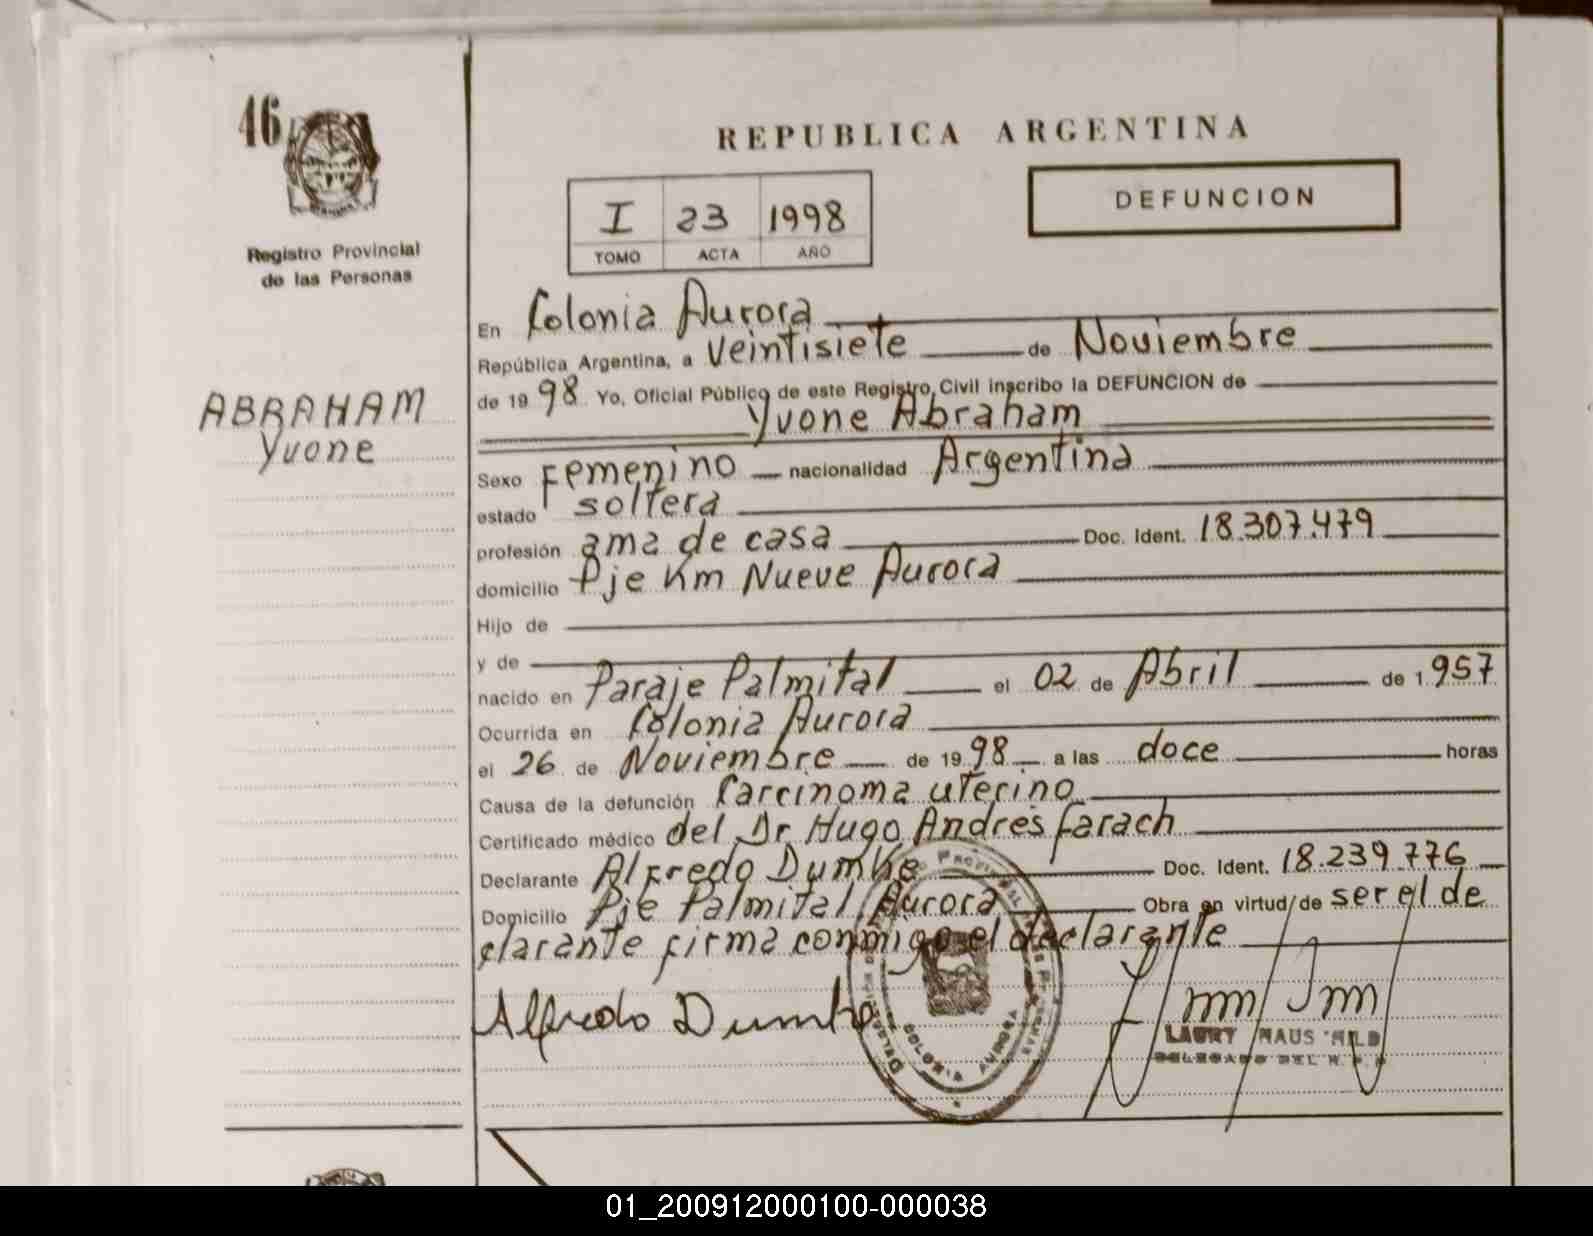 46
Registro Provincial
de las Personas
ABRAHAM
Yvone
REPUBLICA ARGENTINA
I 23 1998
TOMO ACTA AÑO
DEFUNCION
En Colonia Aurora
República Argentina, a veintisiete de Noviembre
de 19 98 Yo, Oficial Público de este Registro Civil inscribo la DEFUNCION de
Yvone Abraham
Sexo Femenino nacionalidad Argentina
estado soltera
profesión ama de casa Doc. Ident. 18.307.479
domicilio Pje Km Nueve Aurora
Hijo de
y de
nacido en Paraje Palmital el 02 de Abril de 1.957
Ocurrida en Colonia Aurora
el 26 de Noviembre de 19 98 a las doce horas
Causa de la defunción Carcinoma uterino
Certificado médico del Dr Hugo Andres Farach
Declarante Alfredo Dumke Doc. Ident. 18.239.776
Domicilio Pje Palmital Aurora Obra en virtud de ser el de
clarante firma conmigo el declarante
Alfredo Dumke
COLONIA AURORA
01_200912000100-000038